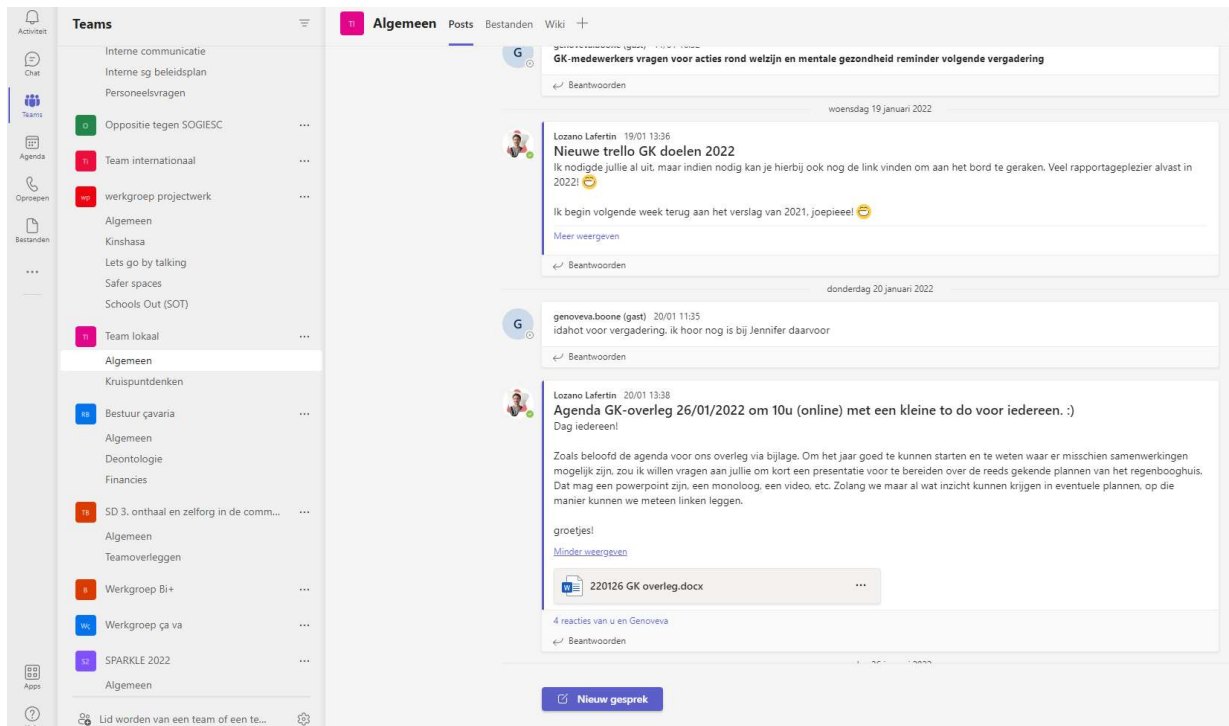 Activiteit
Chat
Teams
Agenda
Oproepen
Bestanden
...
Apps
Teams
Interne communicatie
Interne sg beleidsplan
Personeelsvragen
O Oppositie tegen SOGIESC ...
TI Team internationaal ...
wp werkgroep projectwerk ...
Algemeen
Kinshasa
Lets go by talking
Safer spaces
Schools Out (SOT)
Tl Team lokaal ...
Algemeen
Kruispuntdenken
RB Bestuur çavaria ...
Algemeen
Deontologie
Financies
TB SD 3. onthaal en zelforg in de comm... ...
Algemeen
Teamoverleggen
B Werkgroep Bi+ ...
Wç Werkgroep ça va ...
S2 SPARKLE 2022 ...
Algemeen
Lid worden van een team of een te...
Tl Algemeen Posts Bestanden Wiki +
G
GK-medewerkers vragen voor acties rond welzijn en mentale gezondheid reminder volgende vergadering
Beantwoorden
woensdag 19 januari 2022
Lozano Lafertin 19/01 13:36
Nieuwe trello GK doelen 2022
Ik nodigde jullie al uit, maar indien nodig kan je hierbij ook nog de link vinden om aan het bord te geraken. Veel rapportageplezier alvast in
2022! 😁
Ik begin volgende week terug aan het verslag van 2021, joepieee! 😁
Meer weergeven
Beantwoorden
donderdag 20 januari 2022
G genoveva.boone (gast) 20/01 11:35
idahot voor vergadering. ik hoor nog is bij Jennifer daarvoor
Beantwoorden
Lozano Lafertin 20/01 13:38
Agenda GK-overleg 26/01/2022 om 10u (online) met een kleine to do voor iedereen. :)
Dag iedereen!
Zoals beloofd de agenda voor ons overleg via bijlage. Om het jaar goed te kunnen starten en te weten waar er misschien samenwerkingen
mogelijk zijn, zou ik willen vragen aan jullie om kort een presentatie voor te bereiden over de reeds gekende plannen van het regenbooghuis.
Dat mag een powerpoint zijn, een monoloog, een video, etc. Zolang we maar al wat inzicht kunnen krijgen in eventuele plannen, op die
manier kunnen we meteen linken leggen.
groetjes!
Minder weergeven
220126 GK overleg.docx ...
4 reacties van u en Genoveva
Beantwoorden
Nieuw gesprek